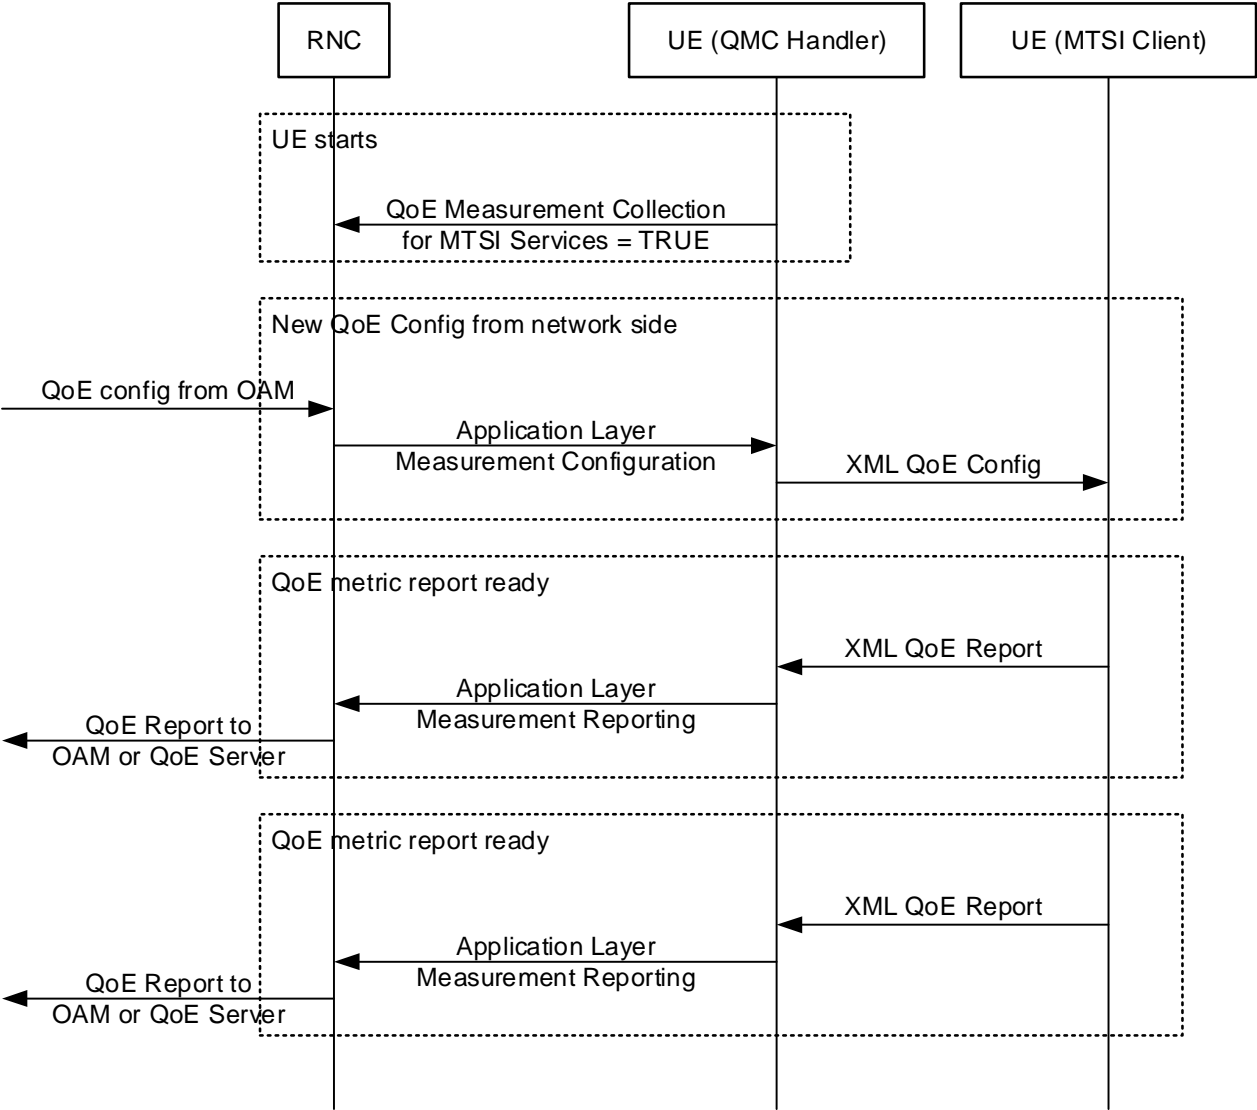 RNC
UE (QMC Handler)
UE (MTSI Client)
UE starts
QoE Measurement Collection
for MTSI Services = TRUE
New QoE Config from network side
QoE config from OAM
Application Layer
Measurement Configuration
XML QoE Config
QoE metric report ready
XML QoE Report
Application Layer
Measurement Reporting
QoE Report to
OAM or QoE Server
QoE metric report ready
XML QoE Report
Application Layer
Measurement Reporting
QoE Report to
OAM or QoE Server